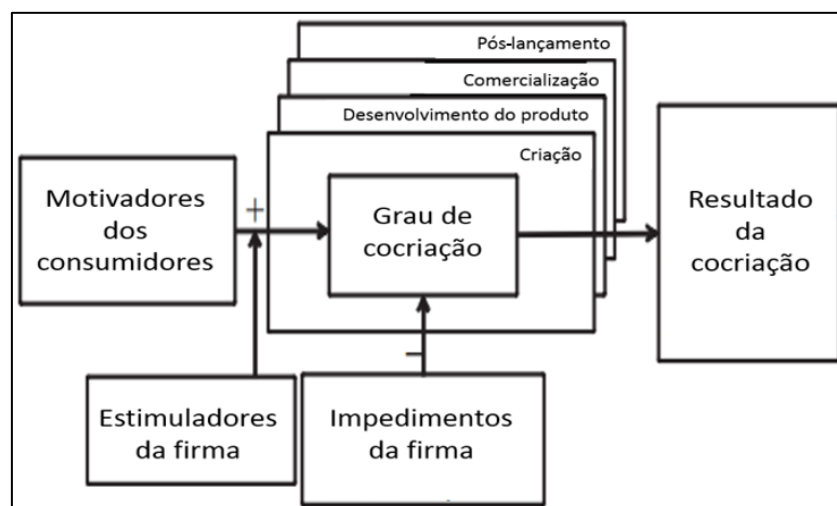 Pós-lançamento
Comercialização
Desenvolvimento do produto
Criação
Motivadores
dos
consumidores
+
Grau de
cocriação
Resultado
da
cocriação
-
Estimuladores
da firma
Impedimentos
da firma